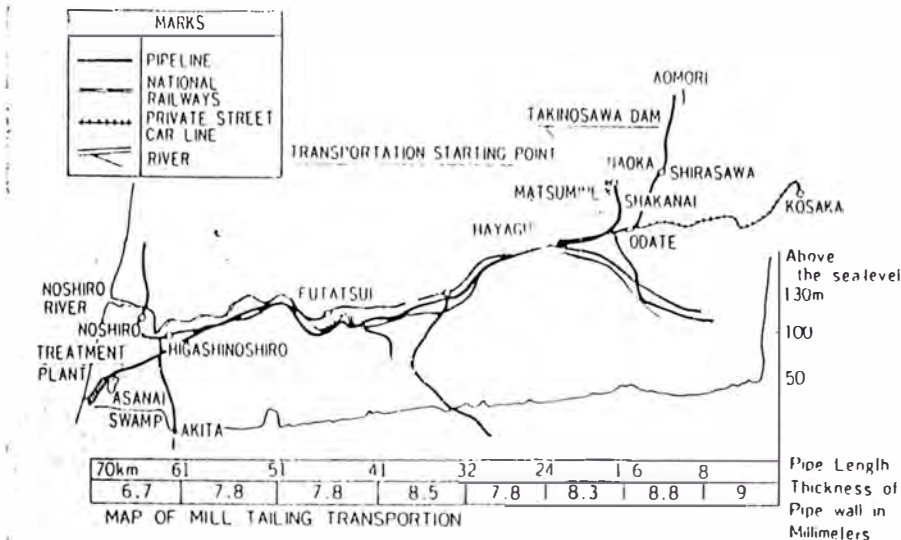 MARKS
PIPELINE
NATIONAL
RAILWAYS
PRIVATE STREET
CAR LINE
RIVER
AOMORI
TAKINOSAWA DAM
TRANSPORTATION STARTING POINT
SHIRASAWA
SHAKANAI
KOSAKA
ODATE
Above
the sealevel
130m
100
50
NOSHIRO
RIVER
FUTATSUI
NOSHIRO
HIGASHINOSHIRO
TREATMENT
PLANT
ASANAI
SWAMP
AKITA
70km 61 51 41 32 24 16 8 Pipe Length
6.7 7.8 7.8 8.5 7.8 8.3 8.8 9 Thickness of
Pipe wall in
Millimeters
MAP OF MILL TAILING TRANSPORTION